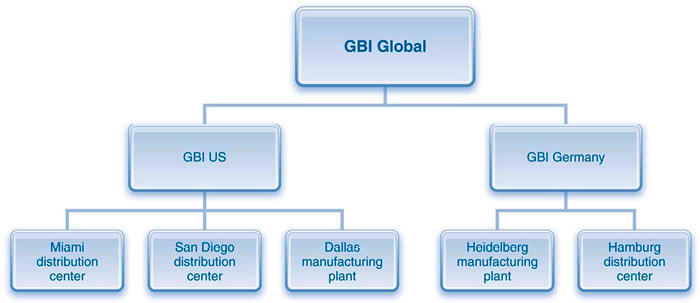 GBI Global
GBI US
GBI Germany
Miami
distribution
center
San Diego
distribution
center
Dallas
manufacturing
plant
Heidelberg
manufacturing
plant
Hamburg
distribution
center